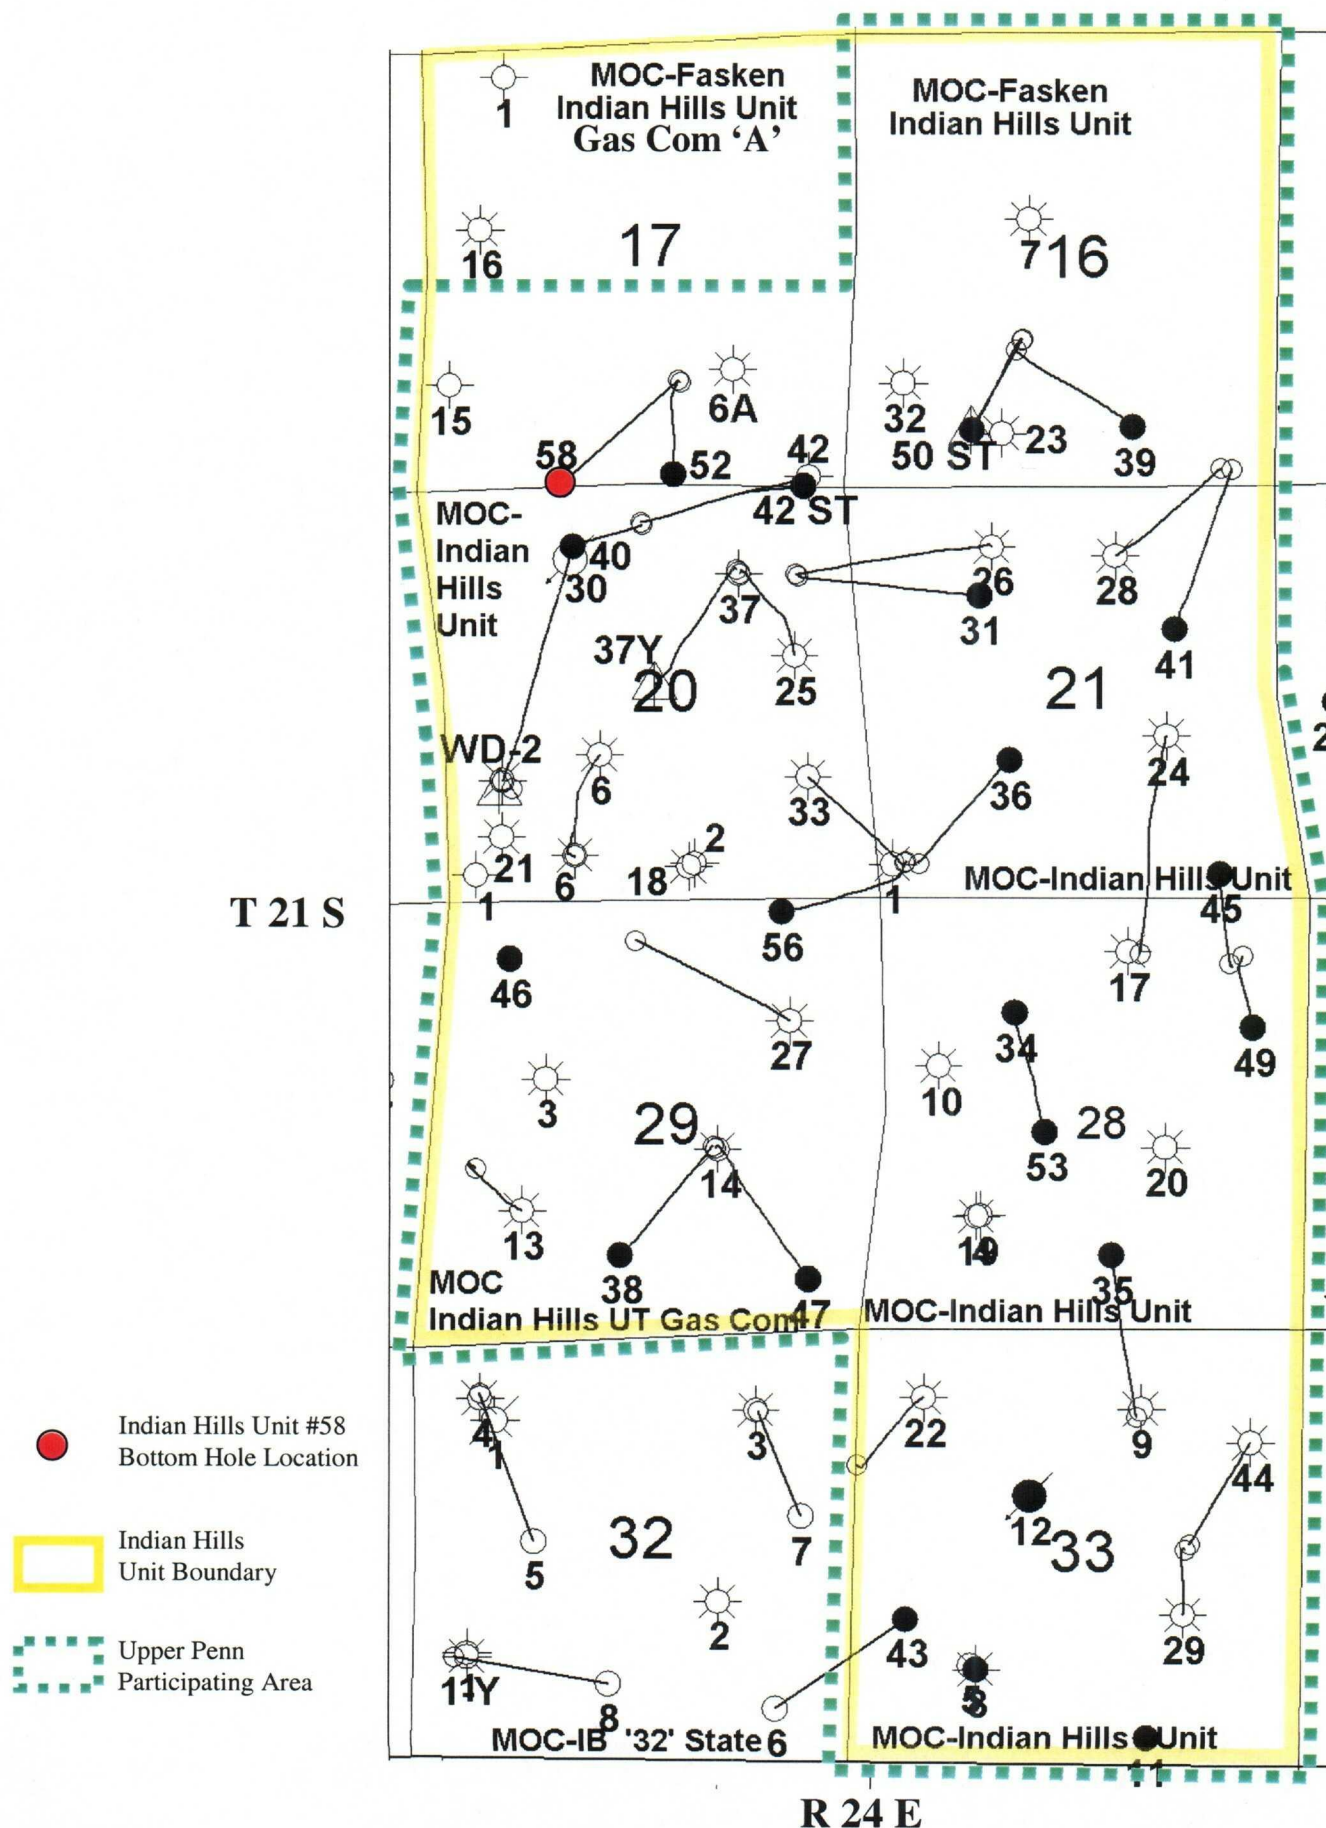 MOC-Fasken
Indian Hills Unit
Gas Com ‘A’
MOC-Fasken
Indian Hills Unit
1
16
17
7
16
15
6A
32
50 ST
23
39
58
52
42
42 ST
MOC-
Indian
Hills
Unit
40
30
37
26
31
28
41
37Y
20
25
21
WD-2
6
33
36
24
21
6
18
2
1
1
MOC-Indian Hills Unit
45
T 21 S
56
46
27
17
49
34
10
3
29
28
53
20
14
13
19
38
47
35
MOC
Indian Hills UT Gas Com
MOC-Indian Hills Unit
4
1
3
22
9
44
Indian Hills Unit #58
Bottom Hole Location
5
32
7
12
33
Indian Hills
Unit Boundary
2
43
29
Upper Penn
Participating Area
11Y
8
6
MOC-IB '32' State
MOC-Indian Hills Unit
11
R 24 E